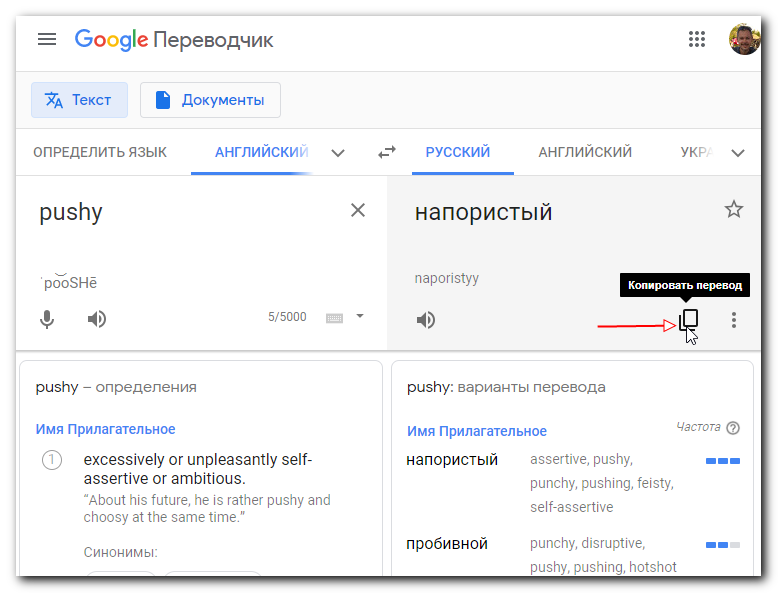 Google Переводчик
Текст
Документы
ОПРЕДЕЛИТЬ ЯЗЫК
АНГЛИЙСКИЙ
РУССКИЙ
АНГЛИЙСКИЙ
УКРА
pushy
ˈpo͝oSHē
5/5000
напористый
naporistyy
Копировать перевод
pushy – определения
Имя Прилагательное
1
excessively or unpleasantly self-
assertive or ambitious.
“About his future, he is rather pushy and
choosy at the same time.”
Синонимы:
pushy: варианты перевода
Имя Прилагательное
Частота
напористый
assertive, pushy,
punchy, pushing, feisty,
self-assertive
пробивной
punchy, disruptive,
pushy, pushing, hotshot